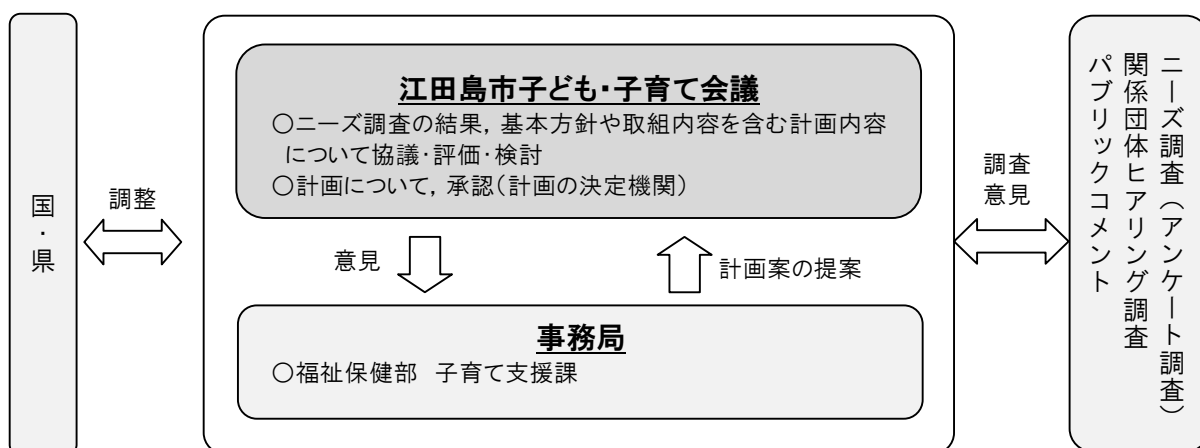 国・県
調整
江田島市子ども・子育て会議
○ニーズ調査の結果，基本方針や取組内容を含む計画内容
について協議・評価・検討
○計画について，承認（計画の決定機関）
意見
計画案の提案
事務局
○福祉保健部　子育て支援課
調査
意見
ニーズ調査（アンケート調査）
関係団体ヒアリング調査
パブリックコメント